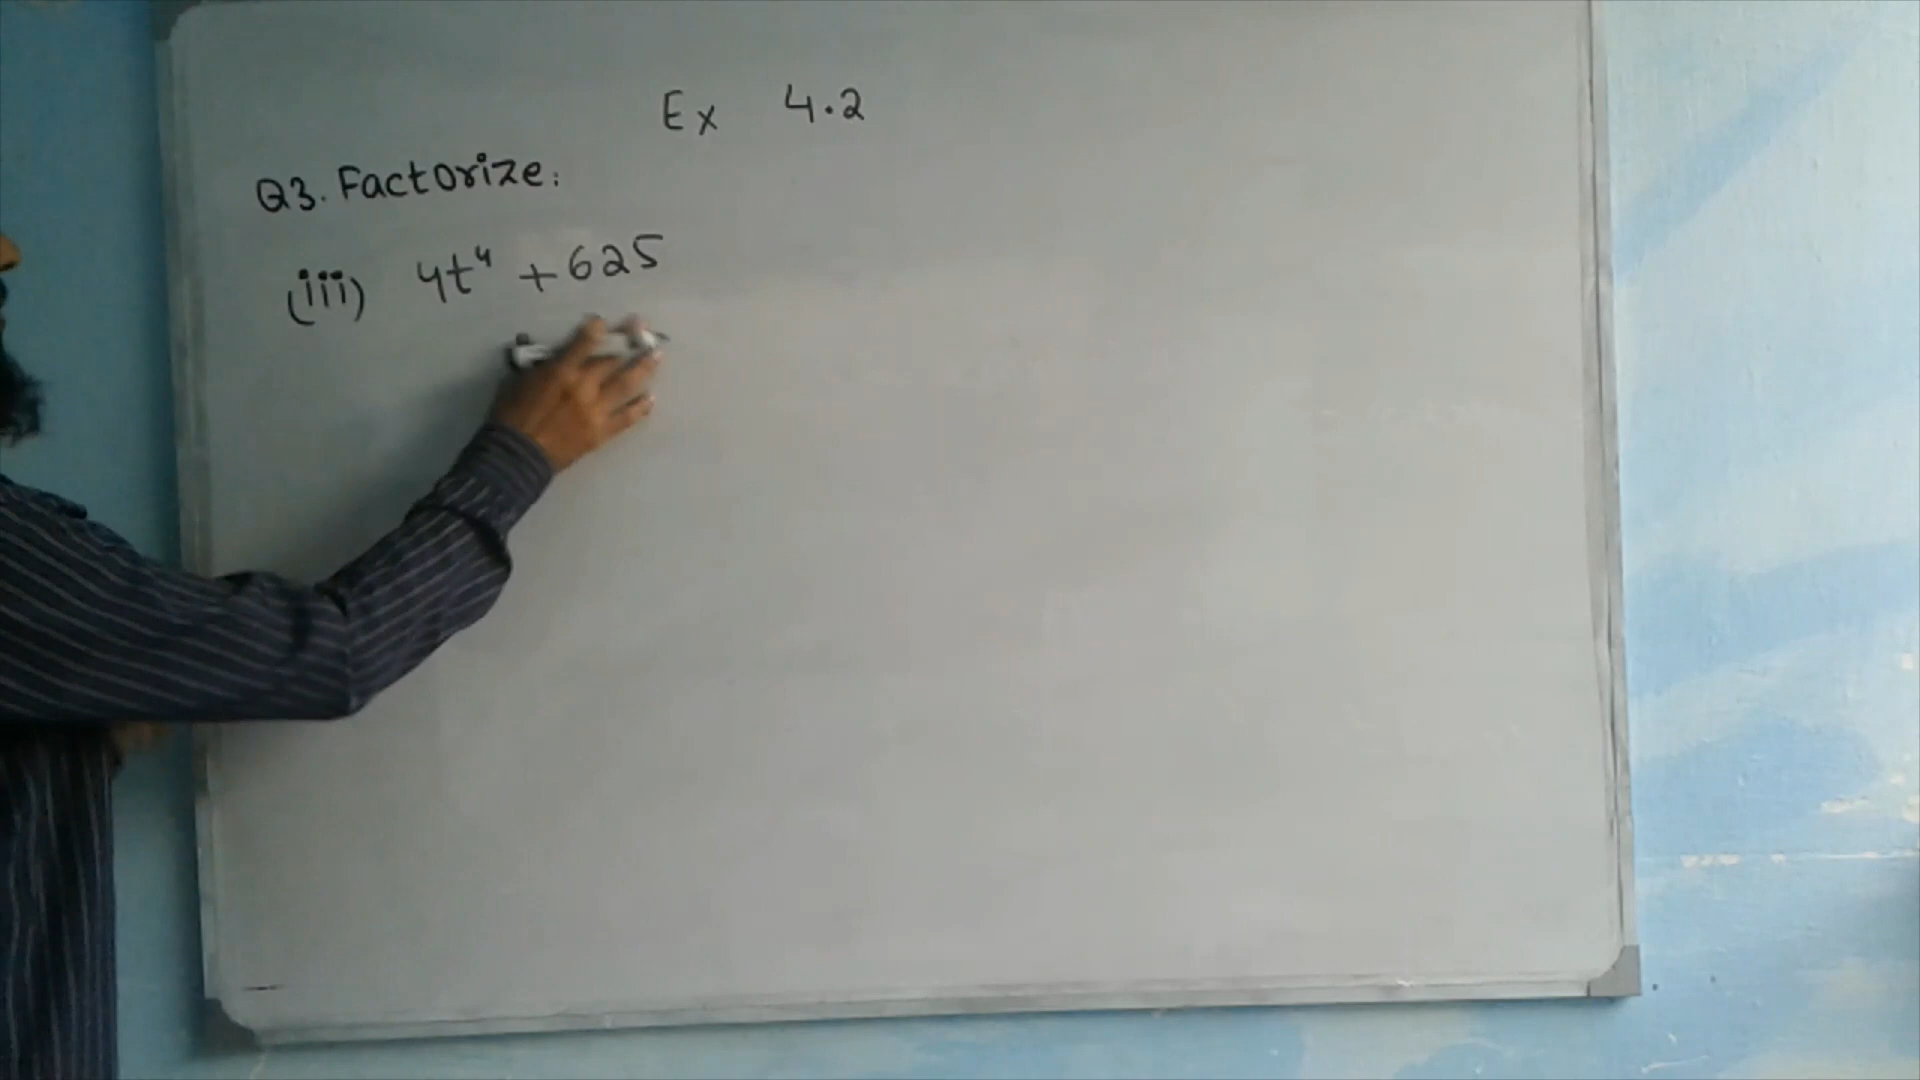 Ex 4.2
Q3. Factorize:
(iii) 4t⁴ + 625